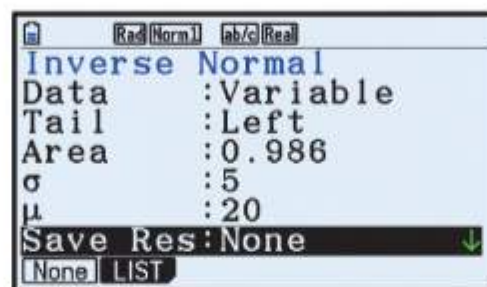 Rad Norm1 ab/c Real
Inverse Normal
Data :Variable
Tail :Left
Area :0.986
σ :5
μ :20
Save Res:None
None LIST